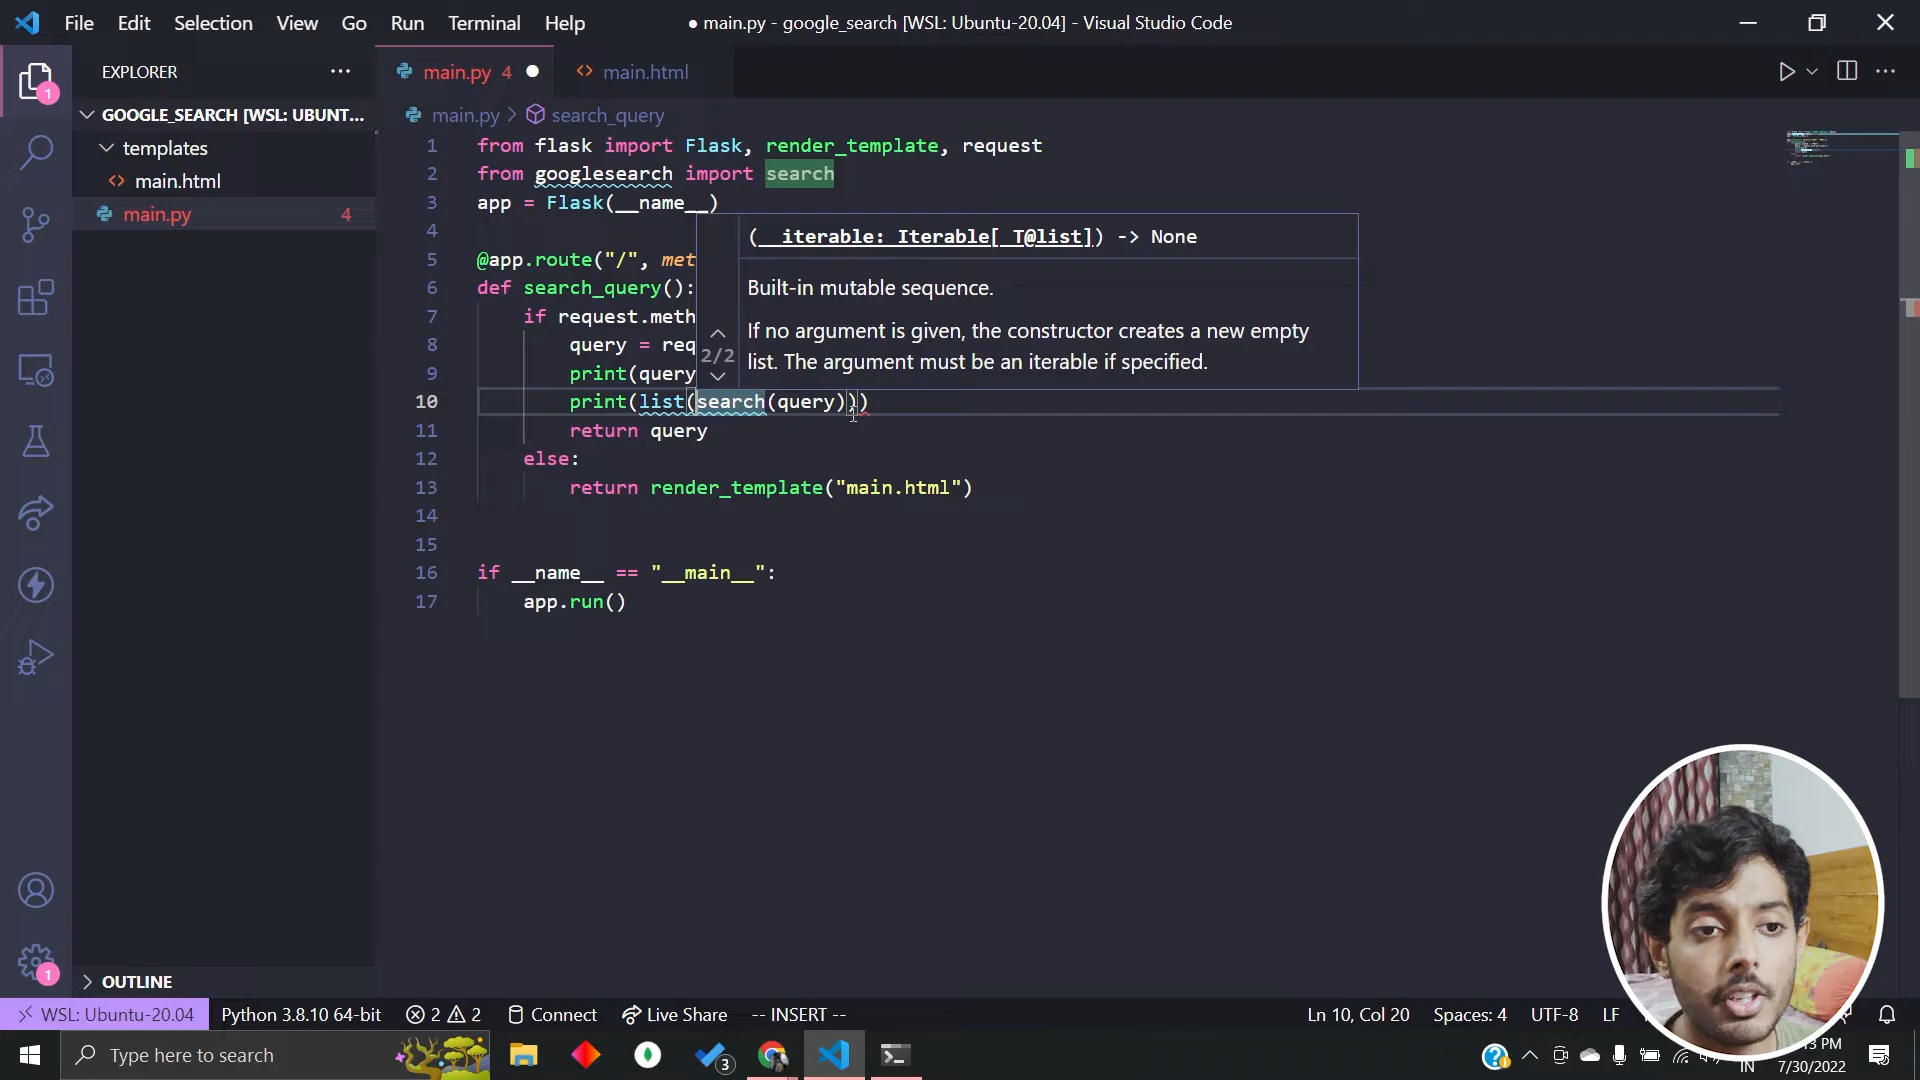 File Edit Selection View Go Run Terminal Help
● main.py - google_search [WSL: Ubuntu-20.04] - Visual Studio Code
EXPLORER
main.py 4
main.html
1
GOOGLE_SEARCH [WSL: UBUNT...
main.py > search_query
templates
main.html
main.py 4
1 from flask import Flask, render_template, request
2 from googlesearch import search
3 app = Flask(__name__)
4
5 @app.route("/", met
6 def search_query():
7 if request.meth
8 query = req
9 print(query
10 print(list(search(query)))
11 return query
12 else:
13 return render_template("main.html")
14
15
16 if __name__ == "__main__":
17 app.run()
(__iterable: Iterable[_T@list]) -> None
Built-in mutable sequence.
2/2
If no argument is given, the constructor creates a new empty
list. The argument must be an iterable if specified.
1
OUTLINE
WSL: Ubuntu-20.04 Python 3.8.10 64-bit 2 2 Connect Live Share -- INSERT -- Ln 10, Col 20 Spaces: 4 UTF-8 LF
Type here to search
3
IN
13 PM
7/30/2022